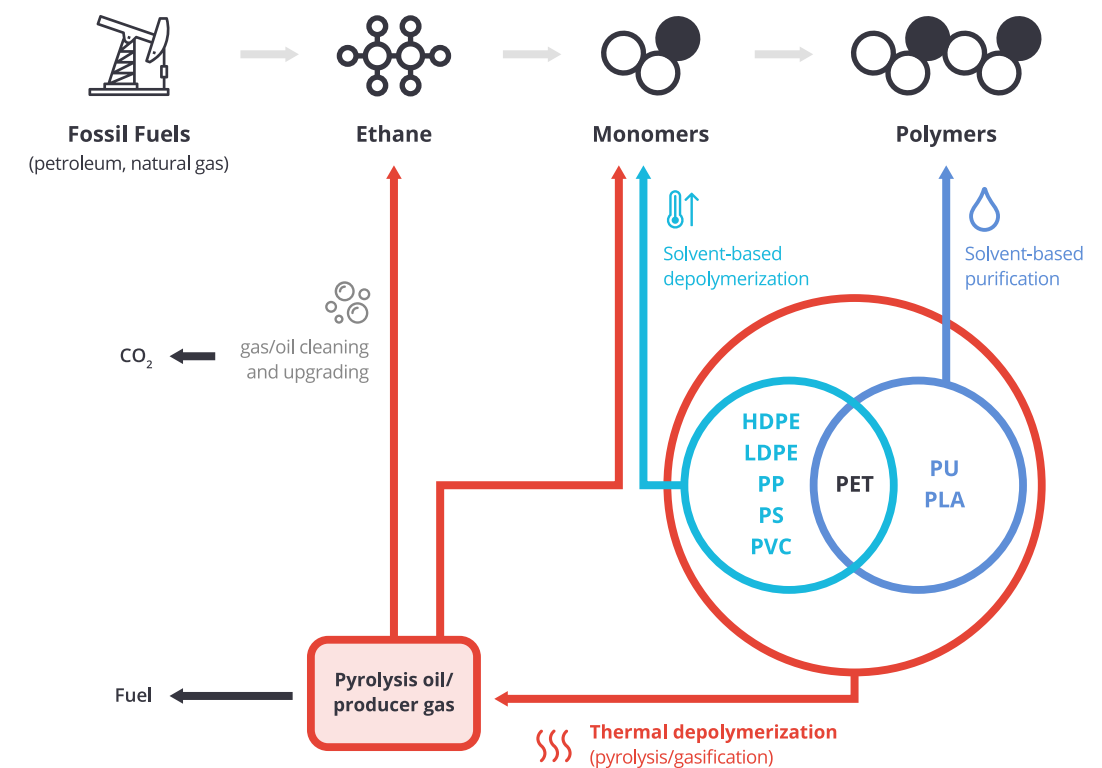 Fossil Fuels
(petroleum, natural gas)
Ethane
Monomers
Polymers
Solvent-based
depolymerization
Solvent-based
purification
gas/oil cleaning
and upgrading
CO₂
HDPE
LDPE
PP
PS
PVC
PET
PU
PLA
Pyrolysis oil/
producer gas
Fuel
Thermal depolymerization
(pyrolysis/gasification)